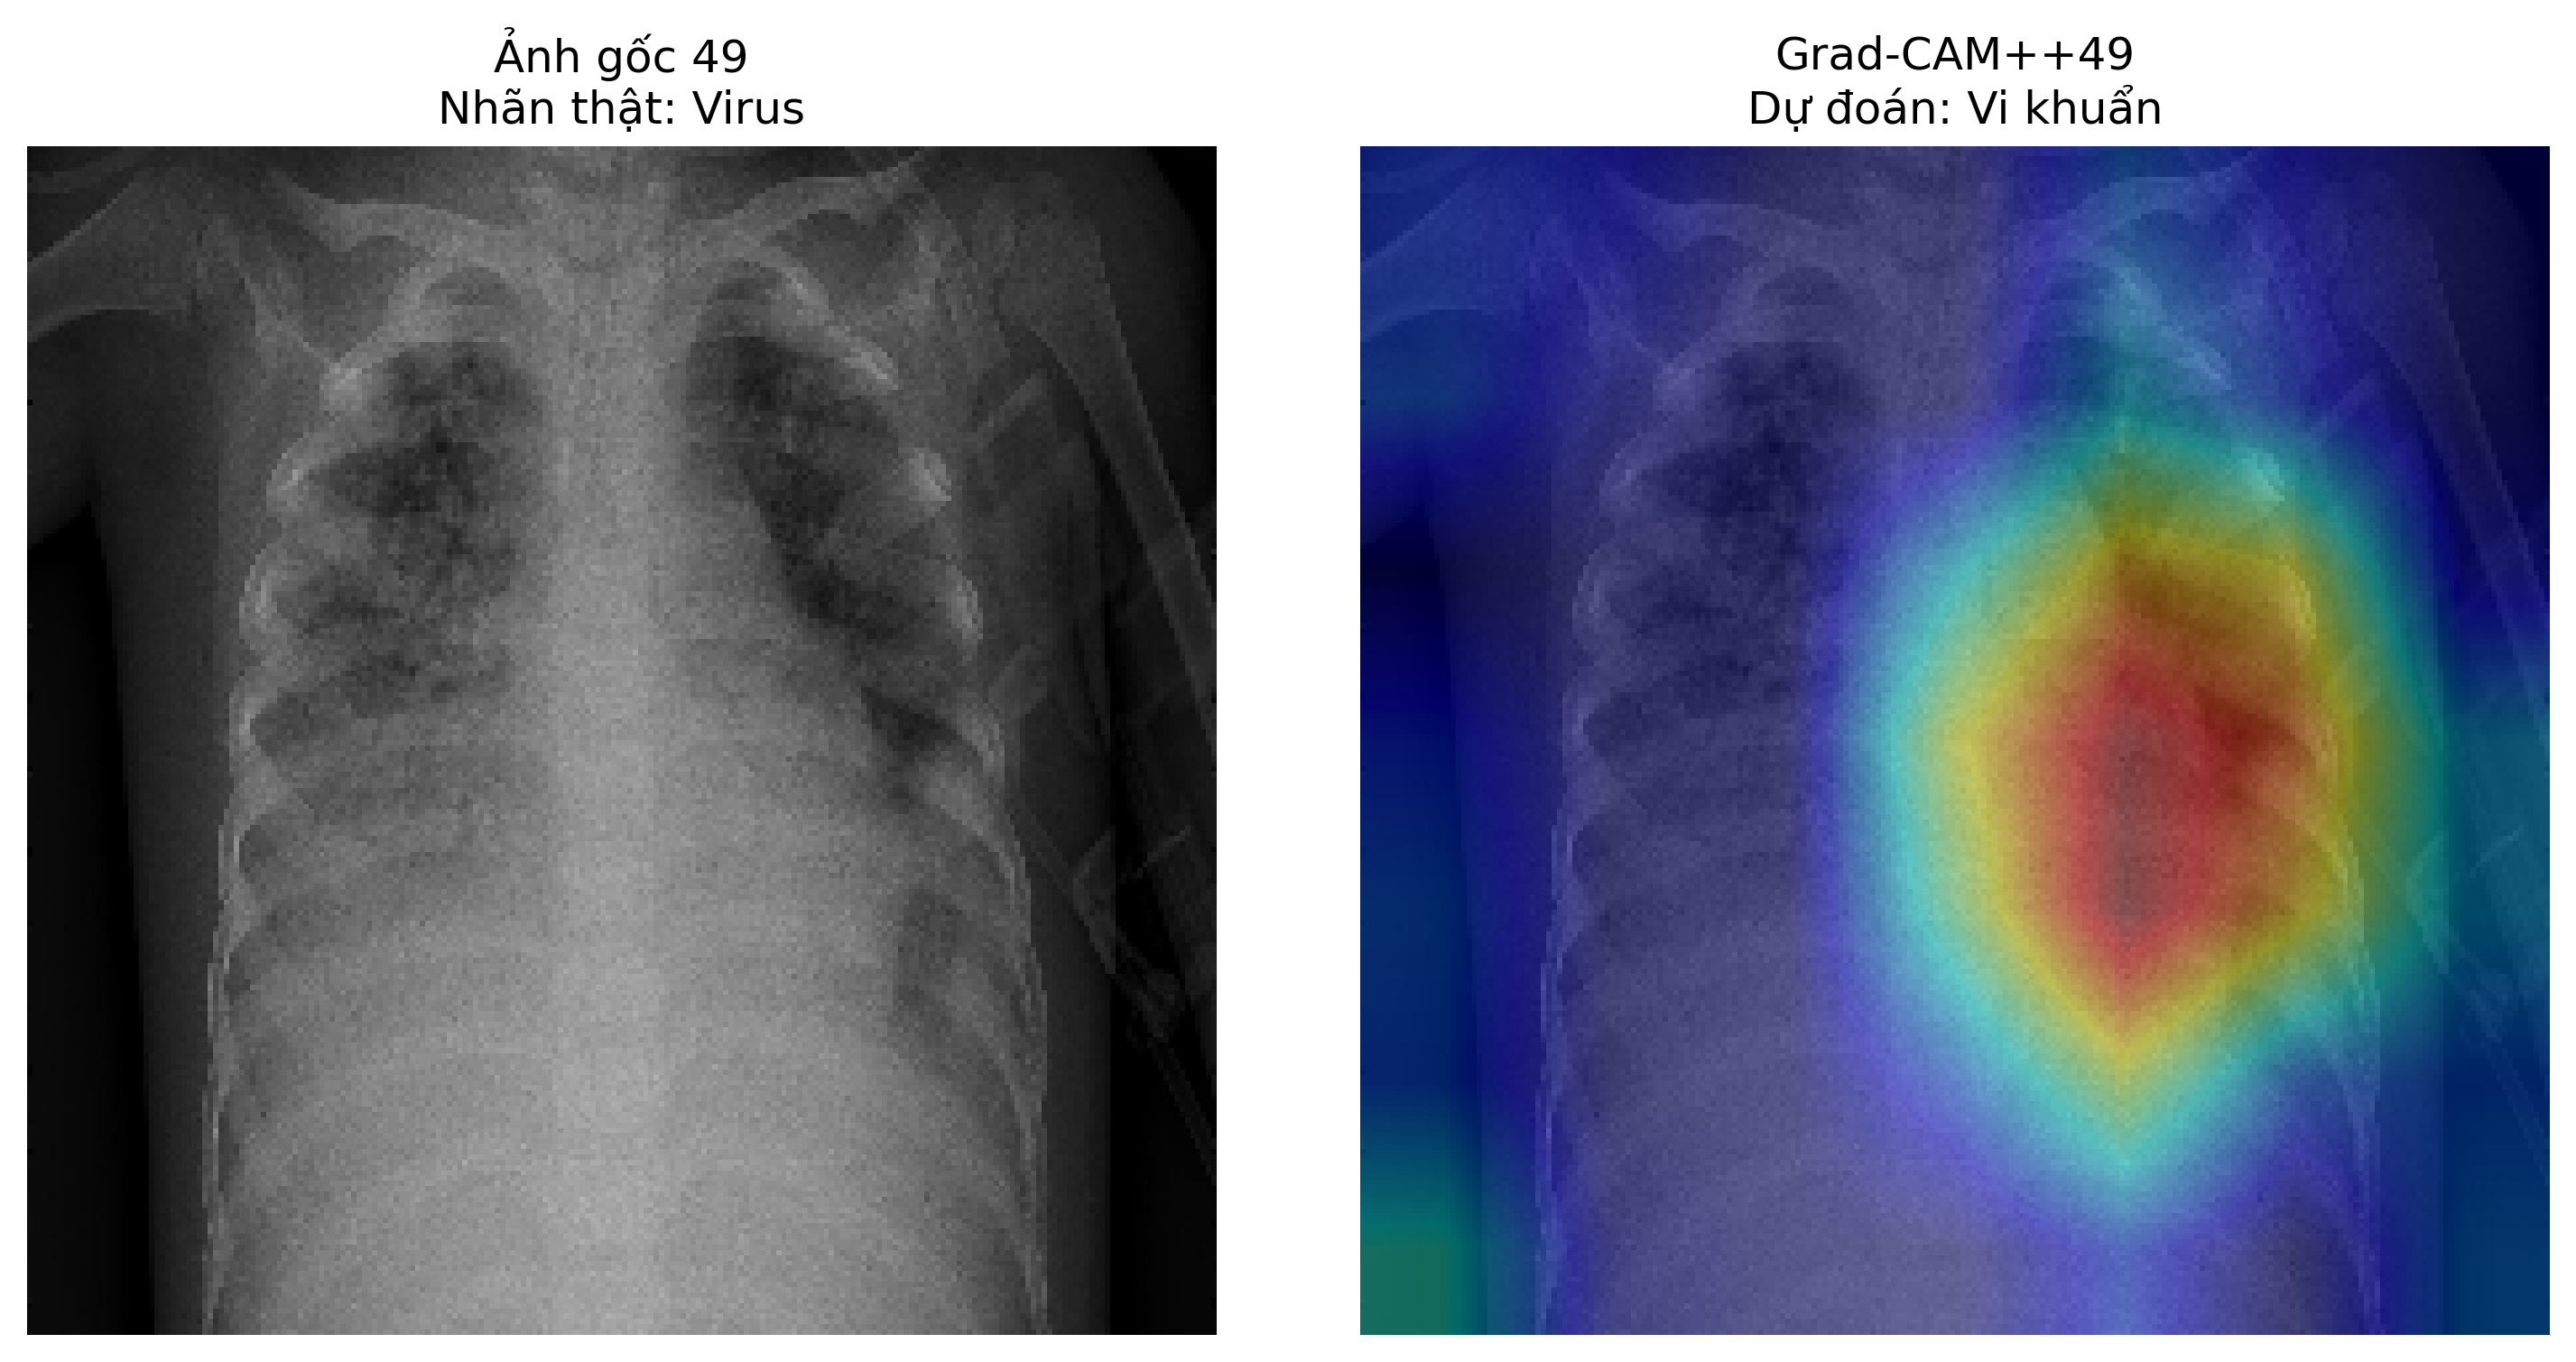 Ảnh gốc 49
Nhãn thật: Virus
Grad-CAM++49
Dự đoán: Vi khuẩn